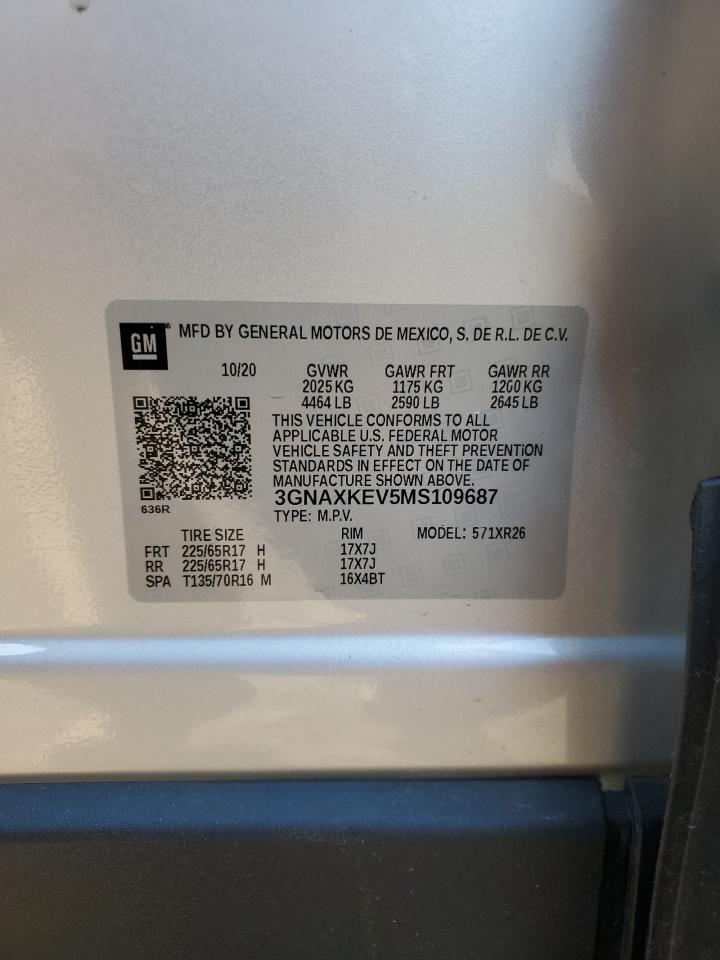 GM
MFD BY GENERAL MOTORS DE MEXICO, S. DE R.L. DE C.V.
10/20 GVWR GAWR FRT GAWR RR
2025 KG 1175 KG 1200 KG
4464 LB 2590 LB 2645 LB
THIS VEHICLE CONFORMS TO ALL
APPLICABLE U.S. FEDERAL MOTOR
VEHICLE SAFETY AND THEFT PREVENTION
STANDARDS IN EFFECT ON THE DATE OF
MANUFACTURE SHOWN ABOVE.
3GNAXKEV5MS109687
636R
TYPE: M.P.V.
TIRE SIZE RIM MODEL: 571XR26
FRT 225/65R17 H 17X7J
RR 225/65R17 H 17X7J
SPA T135/70R16 M 16X4BT